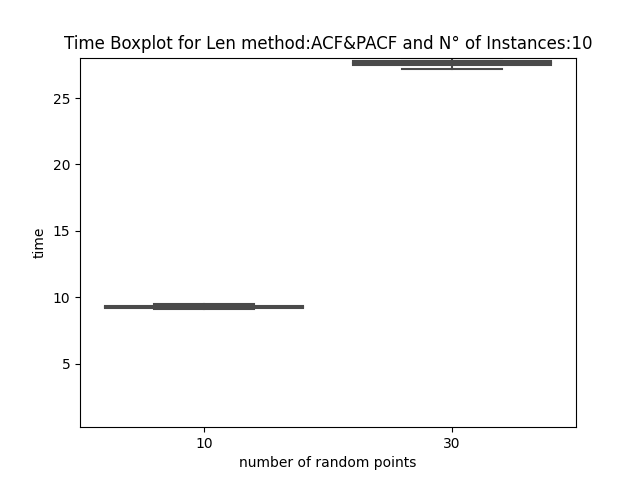 Time Boxplot for Len method:ACF&PACF and N° of Instances:10
25
20
15
10
5
time
10
30
number of random points